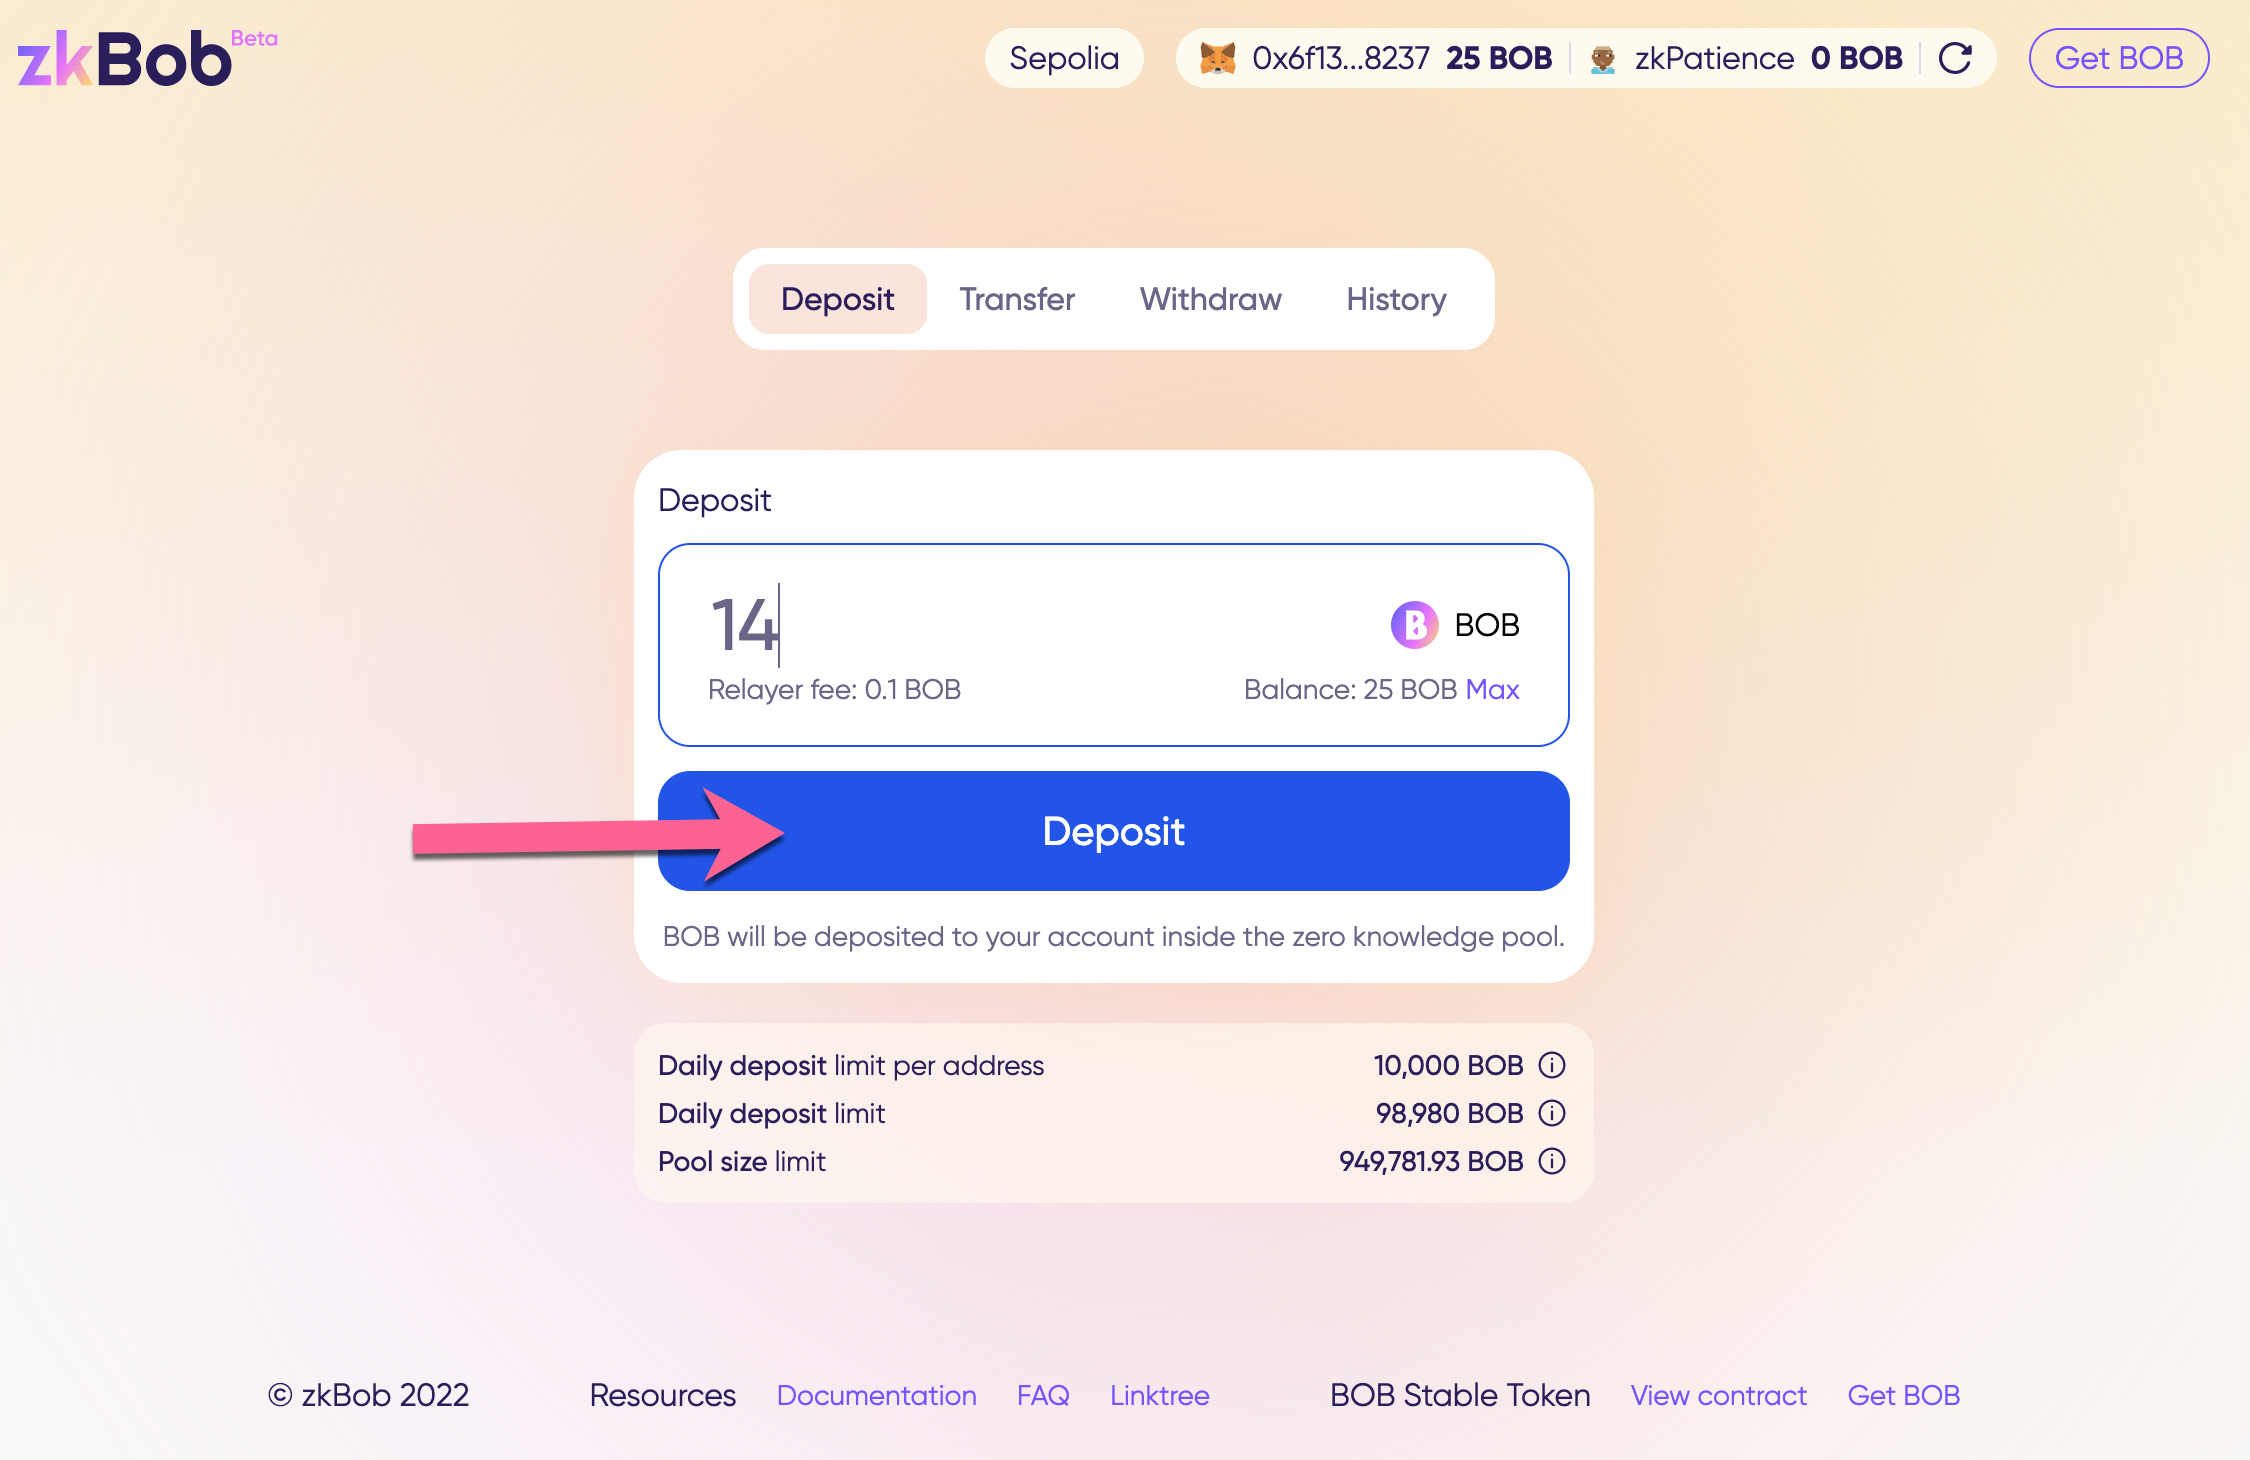 zkBob Beta
Sepolia
0x6f13...8237 25 BOB
zkPatience 0 BOB
Get BOB
Deposit Transfer Withdraw History
Deposit
14
BOB
Relayer fee: 0.1 BOB
Balance: 25 BOB Max
Deposit
BOB will be deposited to your account inside the zero knowledge pool.
Daily deposit limit per address 10,000 BOB
Daily deposit limit 98,980 BOB
Pool size limit 949,781.93 BOB
© zkBob 2022 Resources Documentation FAQ Linktree BOB Stable Token View contract Get BOB